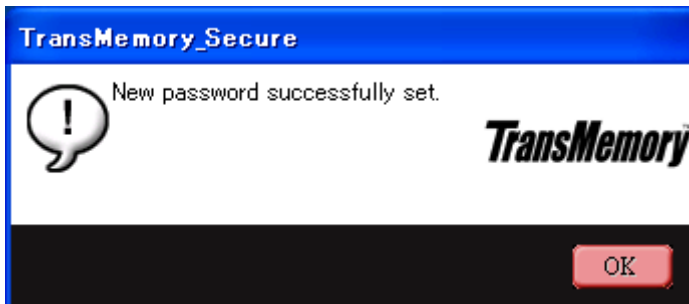 TransMemory_Secure
New password successfully set.
TransMemory
OK